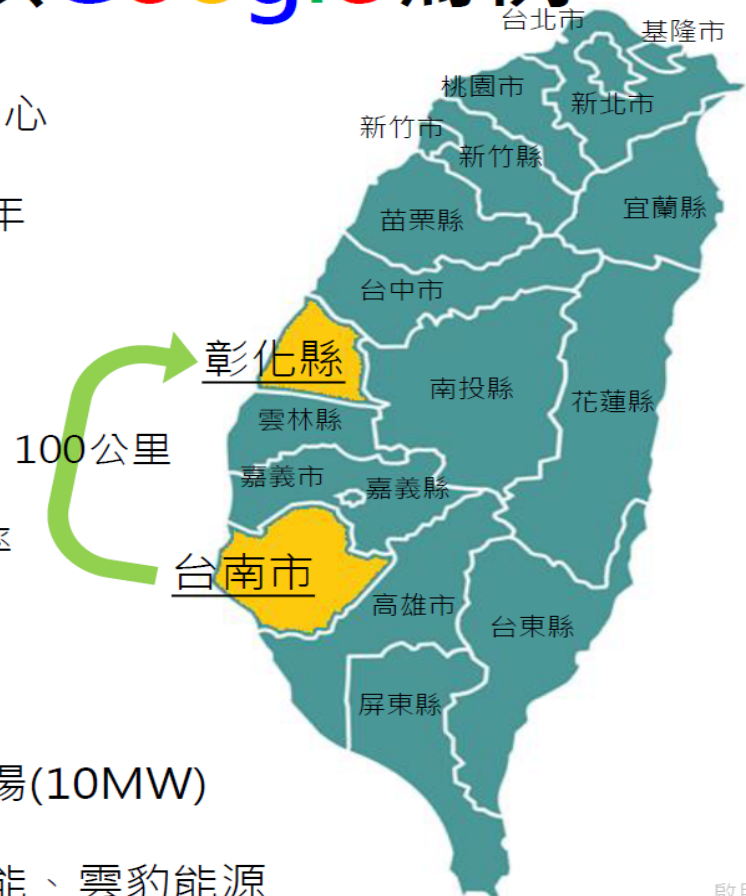 Google
台北市
基隆市
心
桃園市
新北市
新竹市
新竹縣
年
苗栗縣
宜蘭縣
台中市
彰化縣
南投縣
花蓮縣
雲林縣
100公里
嘉義市
嘉義縣
台南市
高雄市
台東縣
屏東縣
場(10MW)
能、雲豹能源